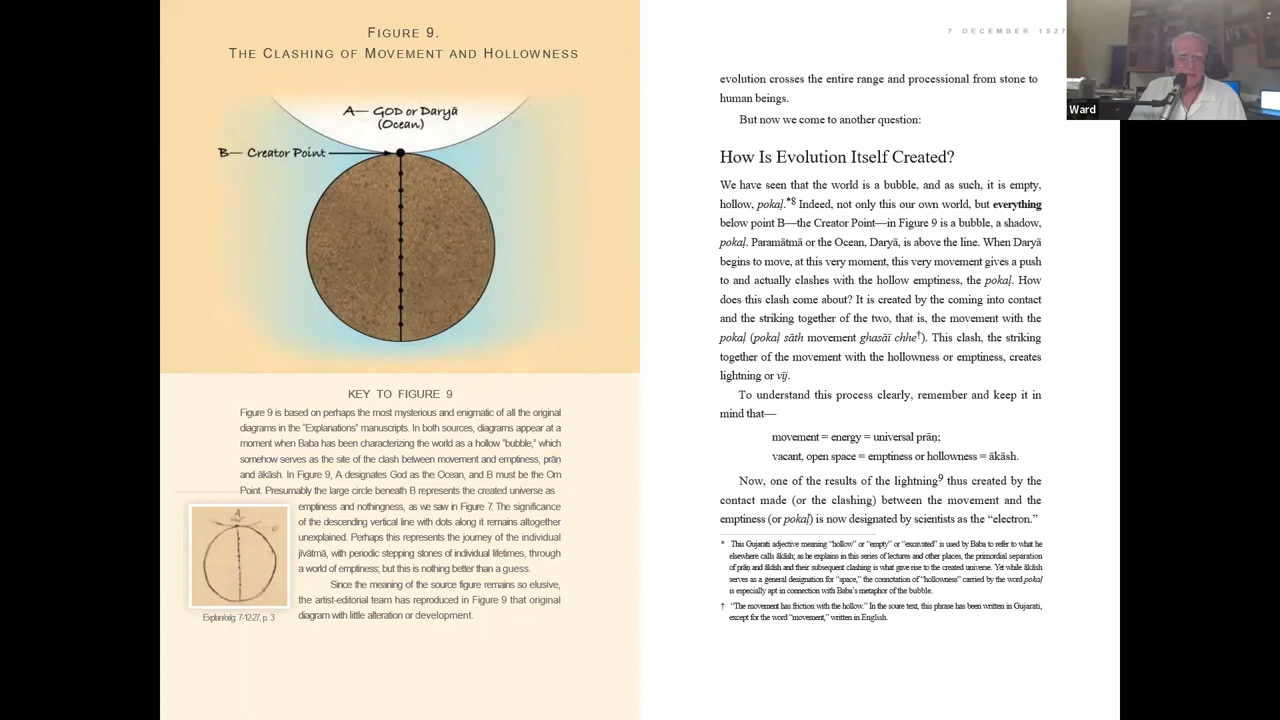 FIGURE 9.
THE CLASHING OF MOVEMENT AND HOLLOWNESS
A— GOD or Daryā
(Ocean)
B— Creator Point
KEY TO FIGURE 9
Figure 9 is based on perhaps the most mysterious and enigmatic of all the original
diagrams in the “Explanations” manuscripts. In both sources, diagrams appear at a
moment when Baba has been characterizing the world as a hollow “bubble,” which
somehow serves as the site of the clash between movement and emptiness, prāṇ
and ākāsh. In Figure 9, A designates God as the Ocean, and B must be the Om
Point. Presumably the large circle beneath B represents the created universe as
emptiness and nothingness, as we saw in Figure 7. The significance
of the descending vertical line with dots along it remains altogether
unexplained. Perhaps this represents the journey of the individual
jīvātmā, with periodic stepping stones of individual lifetimes, through
a world of emptiness; but this is nothing better than a guess.
Since the meaning of the source figure remains so elusive,
the artist-editorial team has reproduced in Figure 9 that original
diagram with little alteration or development.
A
Explan/orig: 7-12-27, p. 3
7 DECEMBER 1927
evolution crosses the entire range and processional from stone to
human beings.
But now we come to another question:
How Is Evolution Itself Created?
We have seen that the world is a bubble, and as such, it is empty,
hollow, pokaḷ.*8 Indeed, not only this our own world, but everything
below point B—the Creator Point—in Figure 9 is a bubble, a shadow,
pokaḷ. Paramātmā or the Ocean, Daryā, is above the line. When Daryā
begins to move, at this very moment, this very movement gives a push
to and actually clashes with the hollow emptiness, the pokaḷ. How
does this clash come about? It is created by the coming into contact
and the striking together of the two, that is, the movement with the
pokaḷ (pokaḷ sāth movement ghasāī chhe†). This clash, the striking
together of the movement with the hollowness or emptiness, creates
lightning or vīj.
To understand this process clearly, remember and keep it in
mind that—
movement = energy = universal prāṇ;
vacant, open space = emptiness or hollowness = ākāsh.
Now, one of the results of the lightning9 thus created by the
contact made (or the clashing) between the movement and the
emptiness (or pokaḷ) is now designated by scientists as the “electron.”
* This Gujarati adjective meaning “hollow” or “empty” or “excavated” is used by Baba to refer to what he
elsewhere calls ākāsh; as he explains in this series of lectures and other places, the primordial separation
of prāṇ and ākāsh and their subsequent clashing is what gave rise to the created universe. Yet while ākāsh
serves as a general designation for “space,” the connotation of “hollowness” carried by the word pokaḷ
is especially apt in connection with Baba’s metaphor of the bubble.
† “The movement has friction with the hollow.” In the soure text, this phrase has been written in Gujarati,
except for the word “movement,” written in English.
Ward